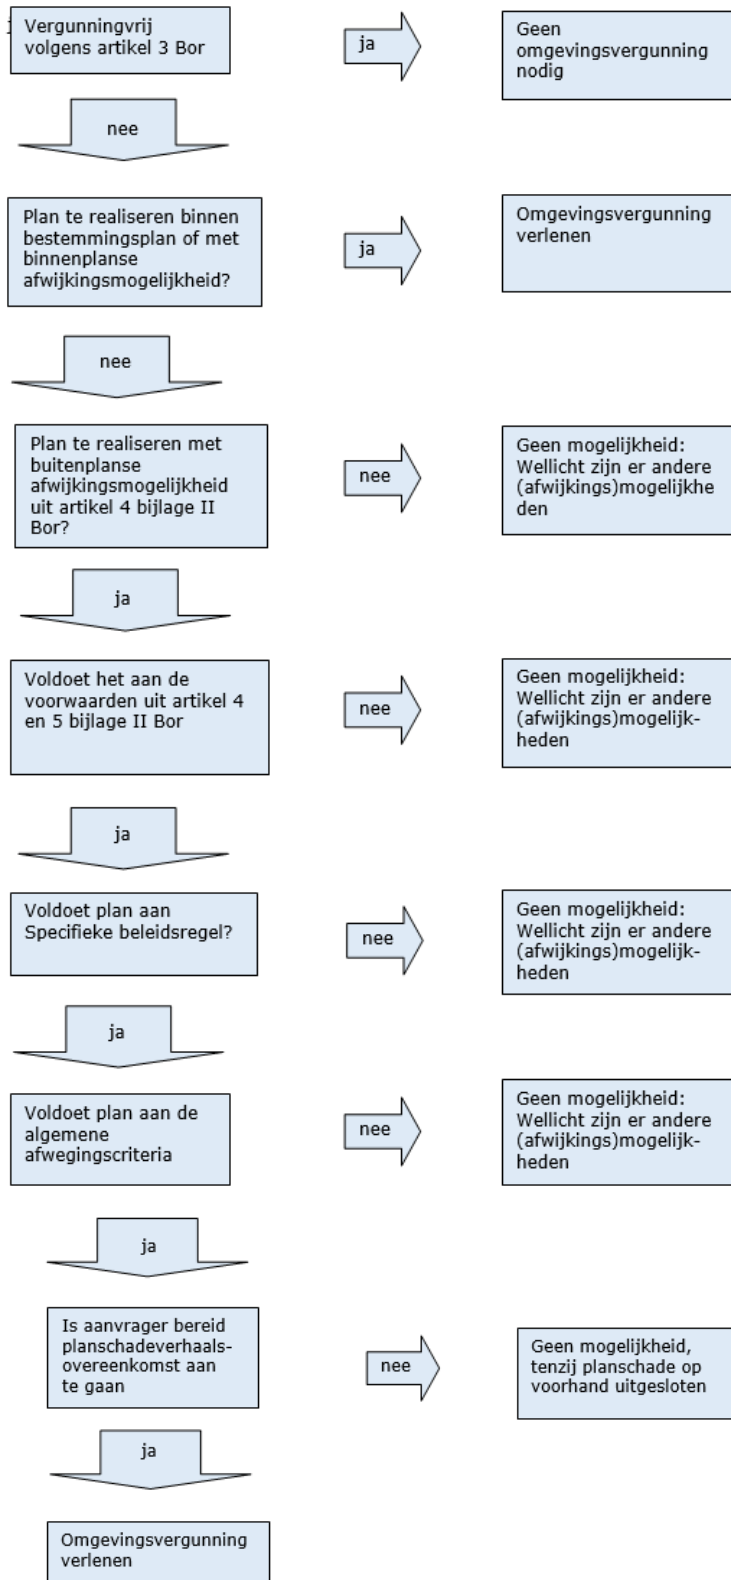 Vergunningvrij
volgens artikel 3 Bor
ja
Geen
omgevingsvergunning
nodig
nee
Plan te realiseren binnen
bestemmingsplan of met
binnenplanse
afwijkingsmogelijkheid?
ja
Omgevingsvergunning
verlenen
nee
Plan te realiseren met
buitenplanse
afwijkingsmogelijkheid
uit artikel 4 bijlage II
Bor?
nee
Geen mogelijkheid:
Wellicht zijn er andere
(afwijkings)mogelijkhe
den
ja
Voldoet het aan de
voorwaarden uit artikel 4
en 5 bijlage II Bor
nee
Geen mogelijkheid:
Wellicht zijn er andere
(afwijkings)mogelijk-
heden
ja
Voldoet plan aan
Specifieke beleidsregel?
nee
Geen mogelijkheid:
Wellicht zijn er andere
(afwijkings)mogelijk-
heden
ja
Voldoet plan aan de
algemene
afwegingscriteria
nee
Geen mogelijkheid:
Wellicht zijn er andere
(afwijkings)mogelijk-
heden
ja
Is aanvrager bereid
planschadeverhaals-
overeenkomst aan
te gaan
nee
Geen mogelijkheid,
tenzij planschade op
voorhand uitgesloten
ja
Omgevingsvergunning
verlenen